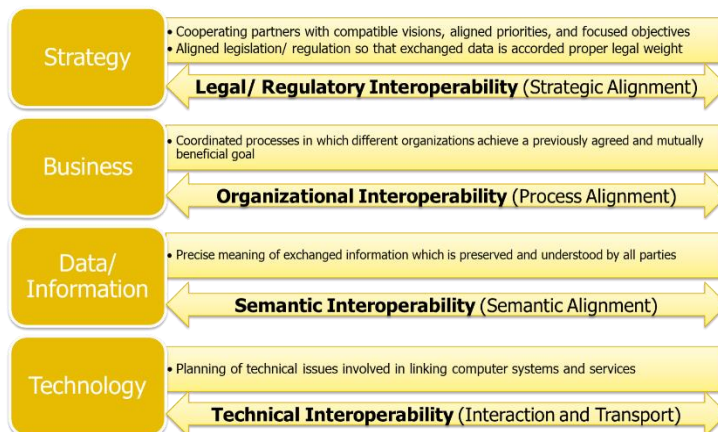 Strategy
• Cooperating partners with compatible visions, aligned priorities, and focused objectives
• Aligned legislation/ regulation so that exchanged data is accorded proper legal weight
Legal/ Regulatory Interoperability (Strategic Alignment)
Business
• Coordinated processes in which different organizations achieve a previously agreed and mutually
beneficial goal
Organizational Interoperability (Process Alignment)
Data/
Information
• Precise meaning of exchanged information which is preserved and understood by all parties
Semantic Interoperability (Semantic Alignment)
Technology
• Planning of technical issues involved in linking computer systems and services
Technical Interoperability (Interaction and Transport)